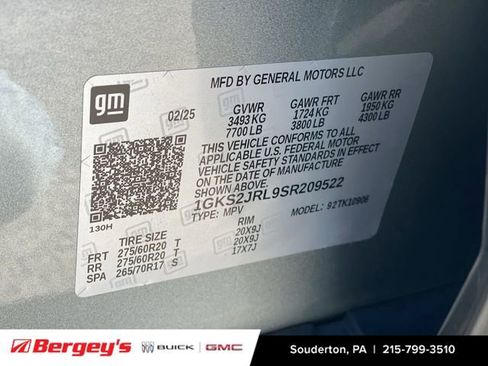 gm
MFD BY GENERAL MOTORS LLC
02/25
GVWR GAWR FRT GAWR RR
3493 KG 1724 KG 1950 KG
7700 LB 3800 LB 4300 LB
THIS VEHICLE CONFORMS TO ALL
APPLICABLE U.S. FEDERAL MOTOR
VEHICLE SAFETY STANDARDS IN EFFECT
ON THE DATE OF MANUFACTURE
SHOWN ABOVE.
1GKS2JRL9SR209522
TYPE: MPV MODEL: 92TK10906
130H
TIRE SIZE RIM
FRT 275/60R20 T 20X9J
RR 275/60R20 T 20X9J
SPA 265/70R17 S 17X7J
Bergey's BUICK GMC
Souderton, PA | 215-799-3510